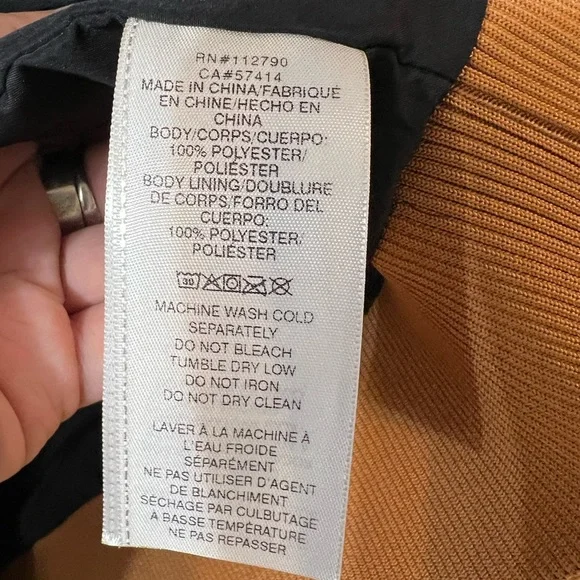 RN#112790
CA#57414
MADE IN CHINA/FABRIQUÉ
EN CHINE/HECHO EN
CHINA
BODY/CORPS/CUERPO:
100% POLYESTER/
POLIÉSTER
BODY LINING/DOUBLURE
DE CORPS/FORRO DEL
CUERPO:
100% POLYESTER,
POLIÉSTER
30
MACHINE WASH COLD
SEPARATELY
DO NOT BLEACH
TUMBLE DRY LOW
DO NOT IRON
DO NOT DRY CLEAN
LAVER À LA MACHINE À
L'EAU FROIDE
SÉPARÉMENT
NE PAS UTILISER D'AGENT
DE BLANCHIMENT
SÉCHAGE PAR CULBUTAGE
À BASSE TEMPÉRATURE
NE PAS REPASSER